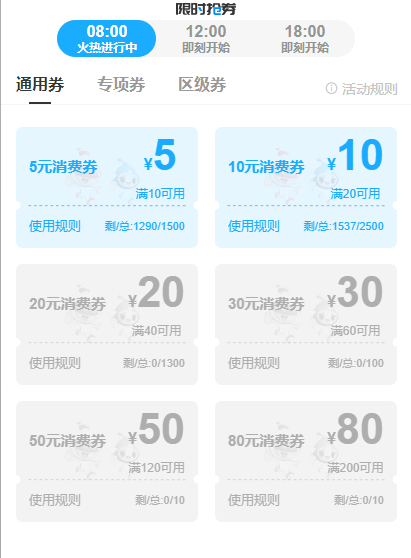 限时抢券
08:00 12:00 18:00
火热进行中 即刻开始 即刻开始
通用券 专项券 区级券 活动规则
5元消费券 ¥5 10元消费券 ¥10
满10可用 满20可用
使用规则 剩/总:1290/1500 使用规则 剩/总:1537/2500
20元消费券 ¥20 30元消费券 ¥30
满40可用 满60可用
使用规则 剩/总:0/1300 使用规则 剩/总:0/100
50元消费券 ¥50 80元消费券 ¥80
满120可用 满200可用
使用规则 剩/总:0/10 使用规则 剩/总:0/10